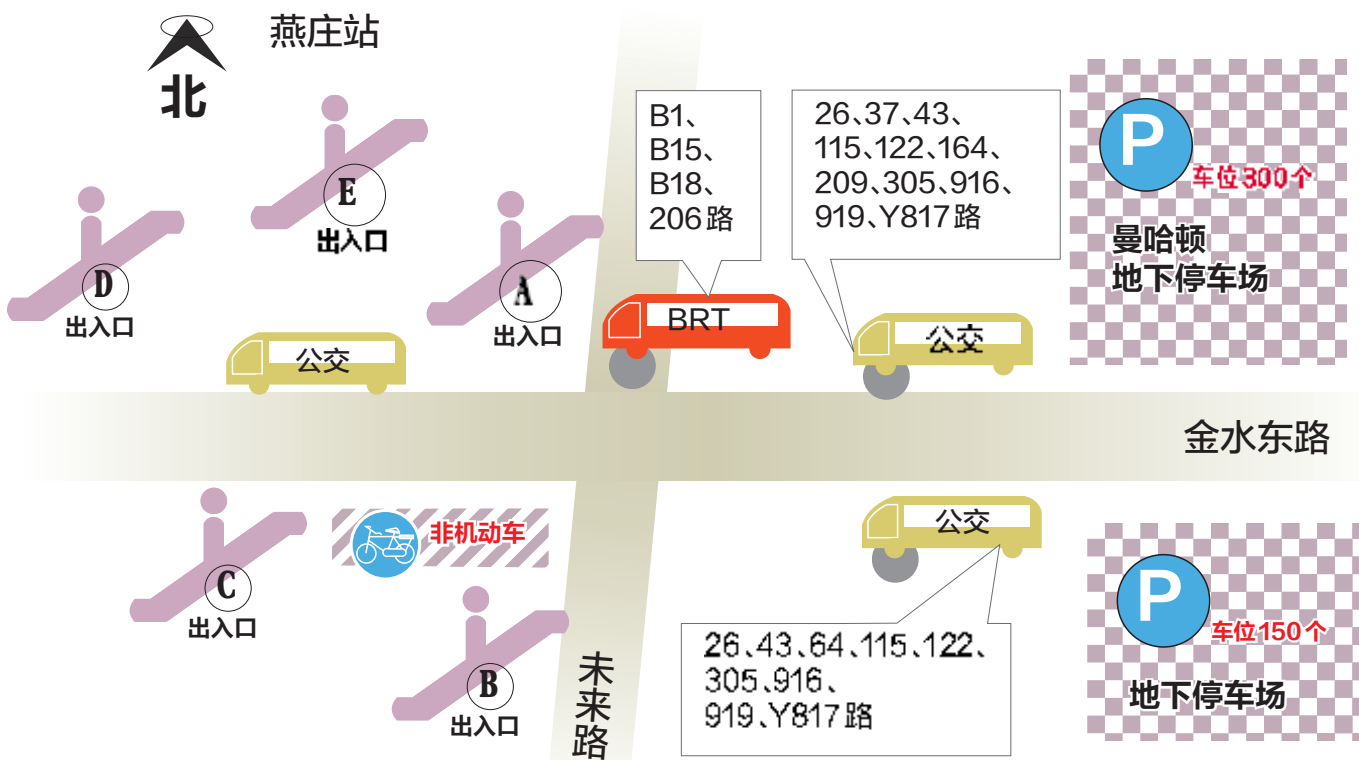 燕庄站
北
E
出入口
D
出入口
A
出入口
公交
B1、
B15、
B18、
206路
BRT
26、37、43、
115、122、164、
209、305、916、
919、Y817路
公交
P
车位300个
曼哈顿
地下停车场
金水东路
C
出入口
非机动车
B
出入口
未来路
公交
26、43、64、115、122、
305、916、
919、Y817路
P
车位150个
地下停车场